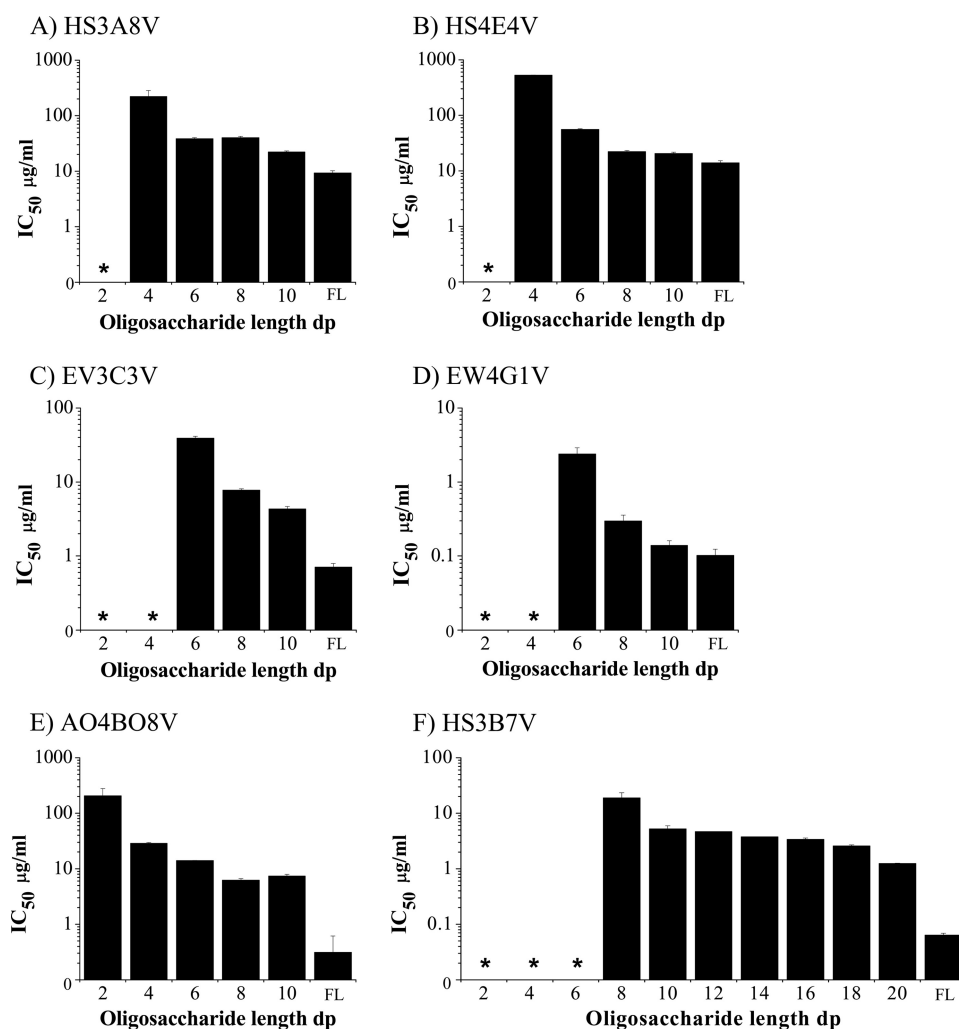 A) HS3A8V
1000
100
10
1
0
IC50 µg/ml
*
2 4 6 8 10 FL
Oligosaccharide length dp
B) HS4E4V
1000
100
10
1
0
IC50 µg/ml
*
2 4 6 8 10 FL
Oligosaccharide length dp
C) EV3C3V
100
10
1
0
IC50 µg/ml
* *
2 4 6 8 10 FL
Oligosaccharide length dp
D) EW4G1V
10
1
0.1
0
IC50 µg/ml
* *
2 4 6 8 10 FL
Oligosaccharide length dp
E) AO4BO8V
1000
100
10
1
0
IC50 µg/ml
2 4 6 8 10 FL
Oligosaccharide length dp
F) HS3B7V
100
10
1
0.1
0
IC50 µg/ml
* * *
2 4 6 8 10 12 14 16 18 20 FL
Oligosaccharide length dp